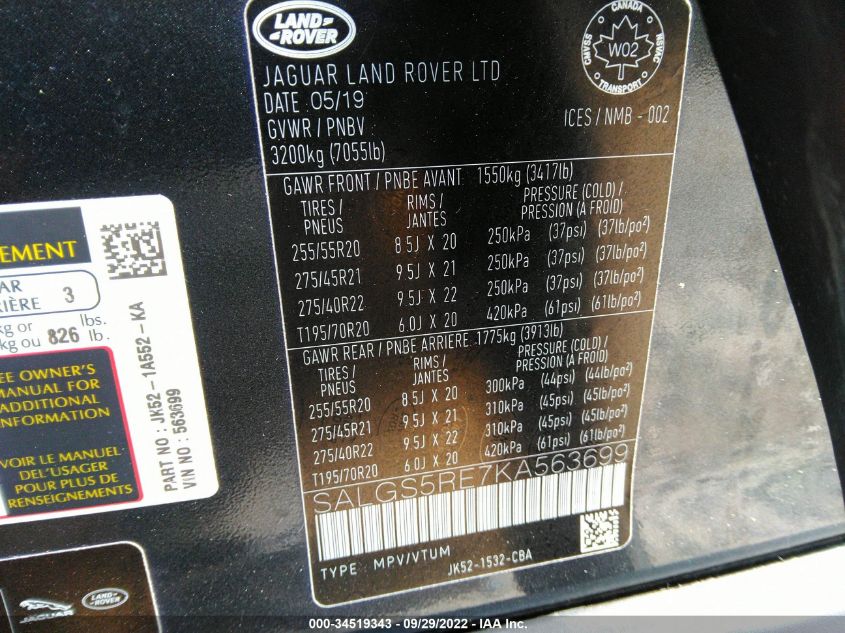 LAND ROVER
CANADA
CMVSS
NSVAC
W02
TRANSPORT
JAGUAR LAND ROVER LTD
DATE 05/19
ICES / NMB - 002
GVWR / PNBV
3200kg (7055lb)
GAWR FRONT / PNBE AVANT 1550kg (3417lb)
TIRES / PNEUS RIMS / JANTES PRESSURE (COLD) / PRESSION (A FROID)
255/55R20 8.5J X 20 250kPa (37psi) (37lb/po²)
275/45R21 9.5J X 21 250kPa (37psi) (37lb/po²)
275/40R22 9.5J X 22 250kPa (37psi) (37lb/po²)
T195/70R20 6.0J X 20 420kPa (61psi) (61lb/po²)
GAWR REAR / PNBE ARRIERE 1775kg (3913lb)
TIRES / PNEUS RIMS / JANTES PRESSURE (COLD) / PRESSION (A FROID)
255/55R20 8.5J X 20 300kPa (44psi) (44lb/po²)
275/45R21 9.5J X 21 310kPa (45psi) (45lb/po²)
275/40R22 9.5J X 22 310kPa (45psi) (45lb/po²)
T195/70R20 6.0J X 20 420kPa (61psi) (61lb/po²)
SALGS5RE7KA563699
TYPE MPV/VTUM
JK52-1532-CBA
EMENT
AR
RIÈRE 3
kg or lbs.
kg ou 826 lb.
EE OWNER'S
MANUAL FOR
ADDITIONAL
INFORMATION
VOIR LE MANUEL
DEL'USAGER
POUR PLUS DE
RENSEIGNEMENTS
PART NO : JK52-1A552-KA
VIN NO : 563699
JAGUAR
LAND ROVER
000-34519343 - 09/29/2022 - IAA Inc.